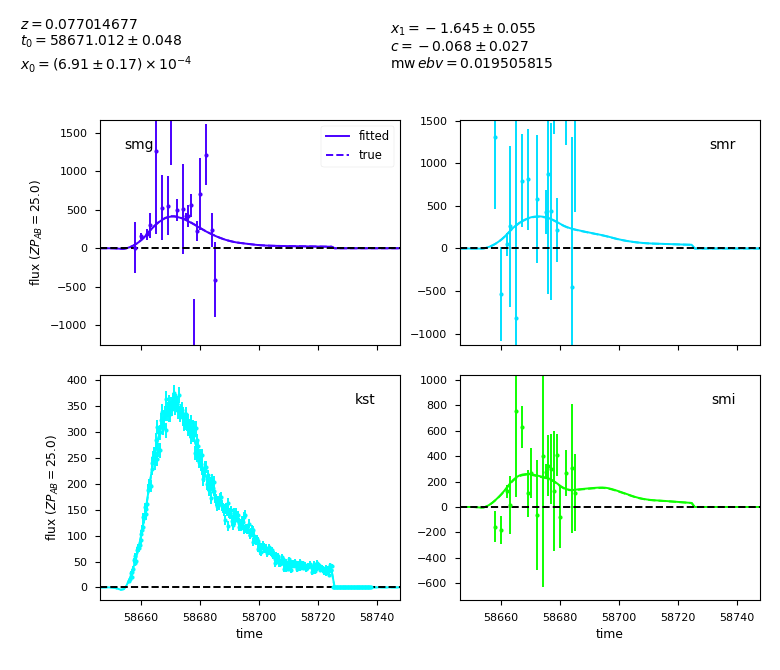 z = 0.077014677
t₀ = 58671.012 ± 0.048
x₀ = (6.91 ± 0.17) × 10⁻⁴
x₁ = −1.645 ± 0.055
c = −0.068 ± 0.027
mw ebv = 0.019505815
smg
fitted
true
1500
1000
500
0
−500
−1000
flux (ZP_AB = 25.0)
smr
1500
1000
500
0
−500
−1000
kst
400
350
300
250
200
150
100
50
0
flux (ZP_AB = 25.0)
58660 58680 58700 58720 58740
time
smi
1000
800
600
400
200
0
−200
−400
−600
58660 58680 58700 58720 58740
time